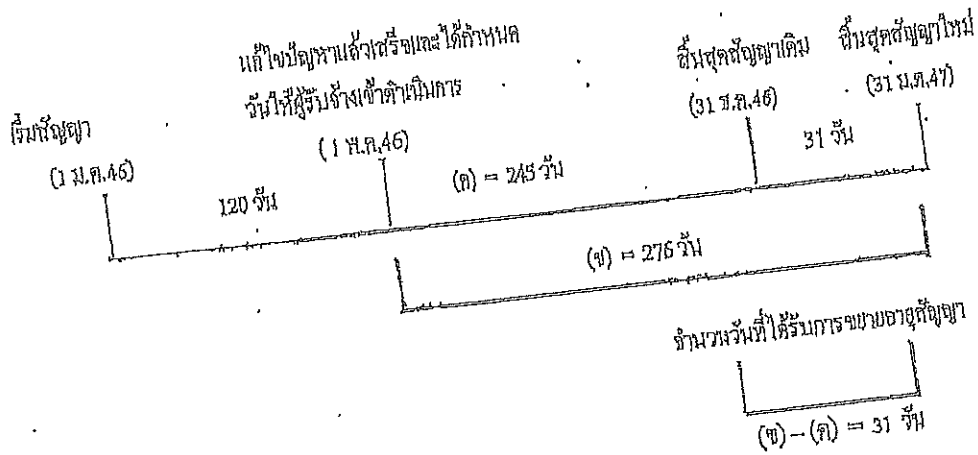 เริ่มสัญญา
(1 ม.ค.46)
แก้ไขปัญหาแล้วเสร็จและได้กำหนด
วันให้ผู้รับจ้างเข้าดำเนินการ
(1 พ.ค.46)
สิ้นสุดสัญญาเดิม
(31 ธ.ค.46)
สิ้นสุดสัญญาใหม่
(31 ม.ค.47)
120 วัน
(ค) = 245 วัน
31 วัน
(ข) = 276 วัน
จำนวนวันที่ได้รับการขยายอายุสัญญา
(ข) – (ค) = 31 วัน